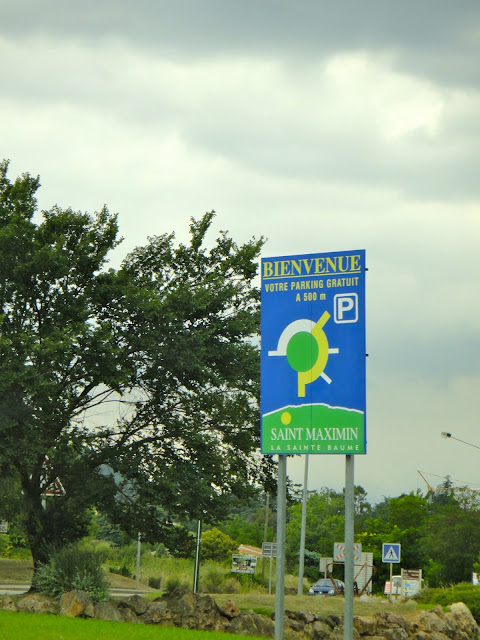 BIENVENUE
VOTRE PARKING GRATUIT
A 500 m
P
SAINT MAXIMIN
LA SAINTE BAUME